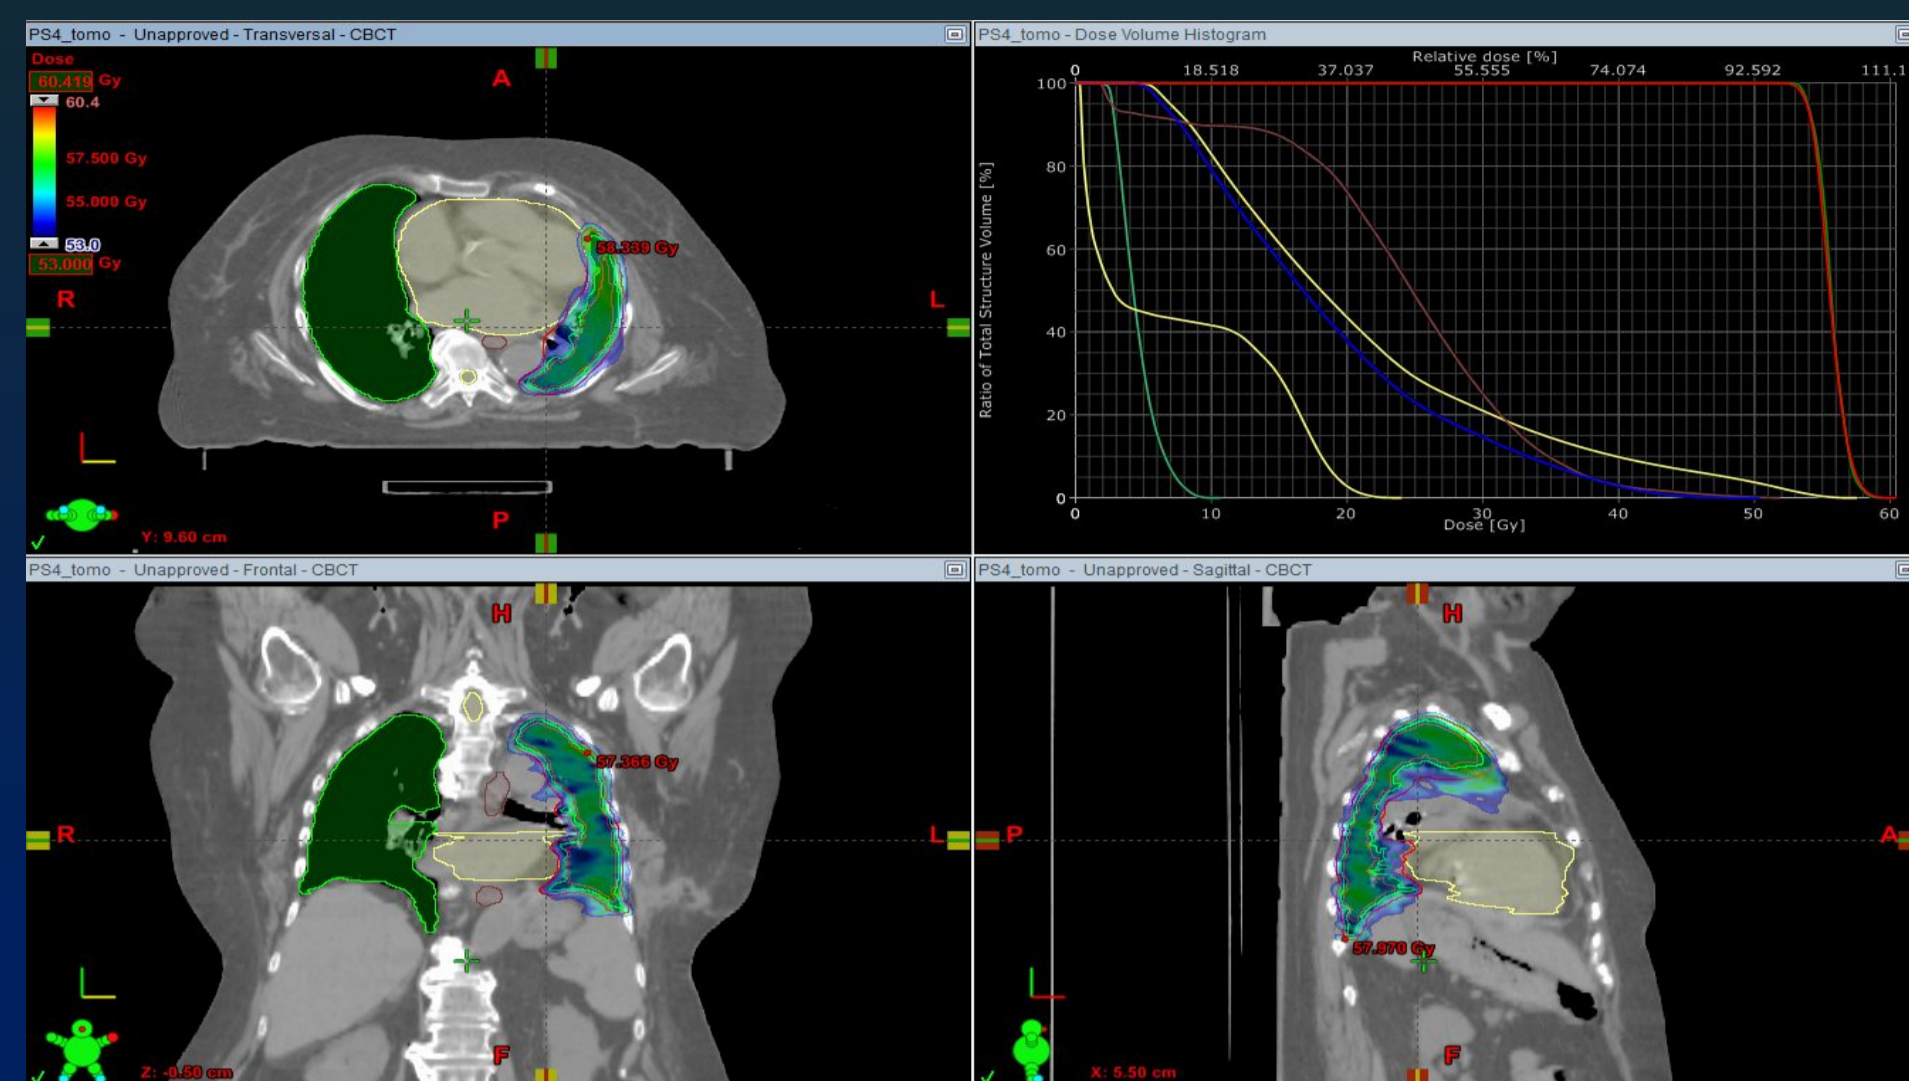 PS4_tomo - Unapproved - Transversal - CBCT
Dose
60.419 Gy
60.4
57.500 Gy
55.000 Gy
53.0
53.000 Gy
A
R
L
P
58.339 Gy
Y: 9.60 cm
PS4_tomo - Dose Volume Histogram
Relative dose [%]
0 18.518 37.037 55.555 74.074 92.592 111.1
Ratio of Total Structure Volume [%]
100
80
60
40
20
0
0 10 20 30 40 50 60
Dose [Gy]
PS4_tomo - Unapproved - Frontal - CBCT
H
57.366 Gy
R
L
F
Z: -0.50 cm
PS4_tomo - Unapproved - Sagittal - CBCT
H
P
A
57.970 Gy
F
X: 5.50 cm